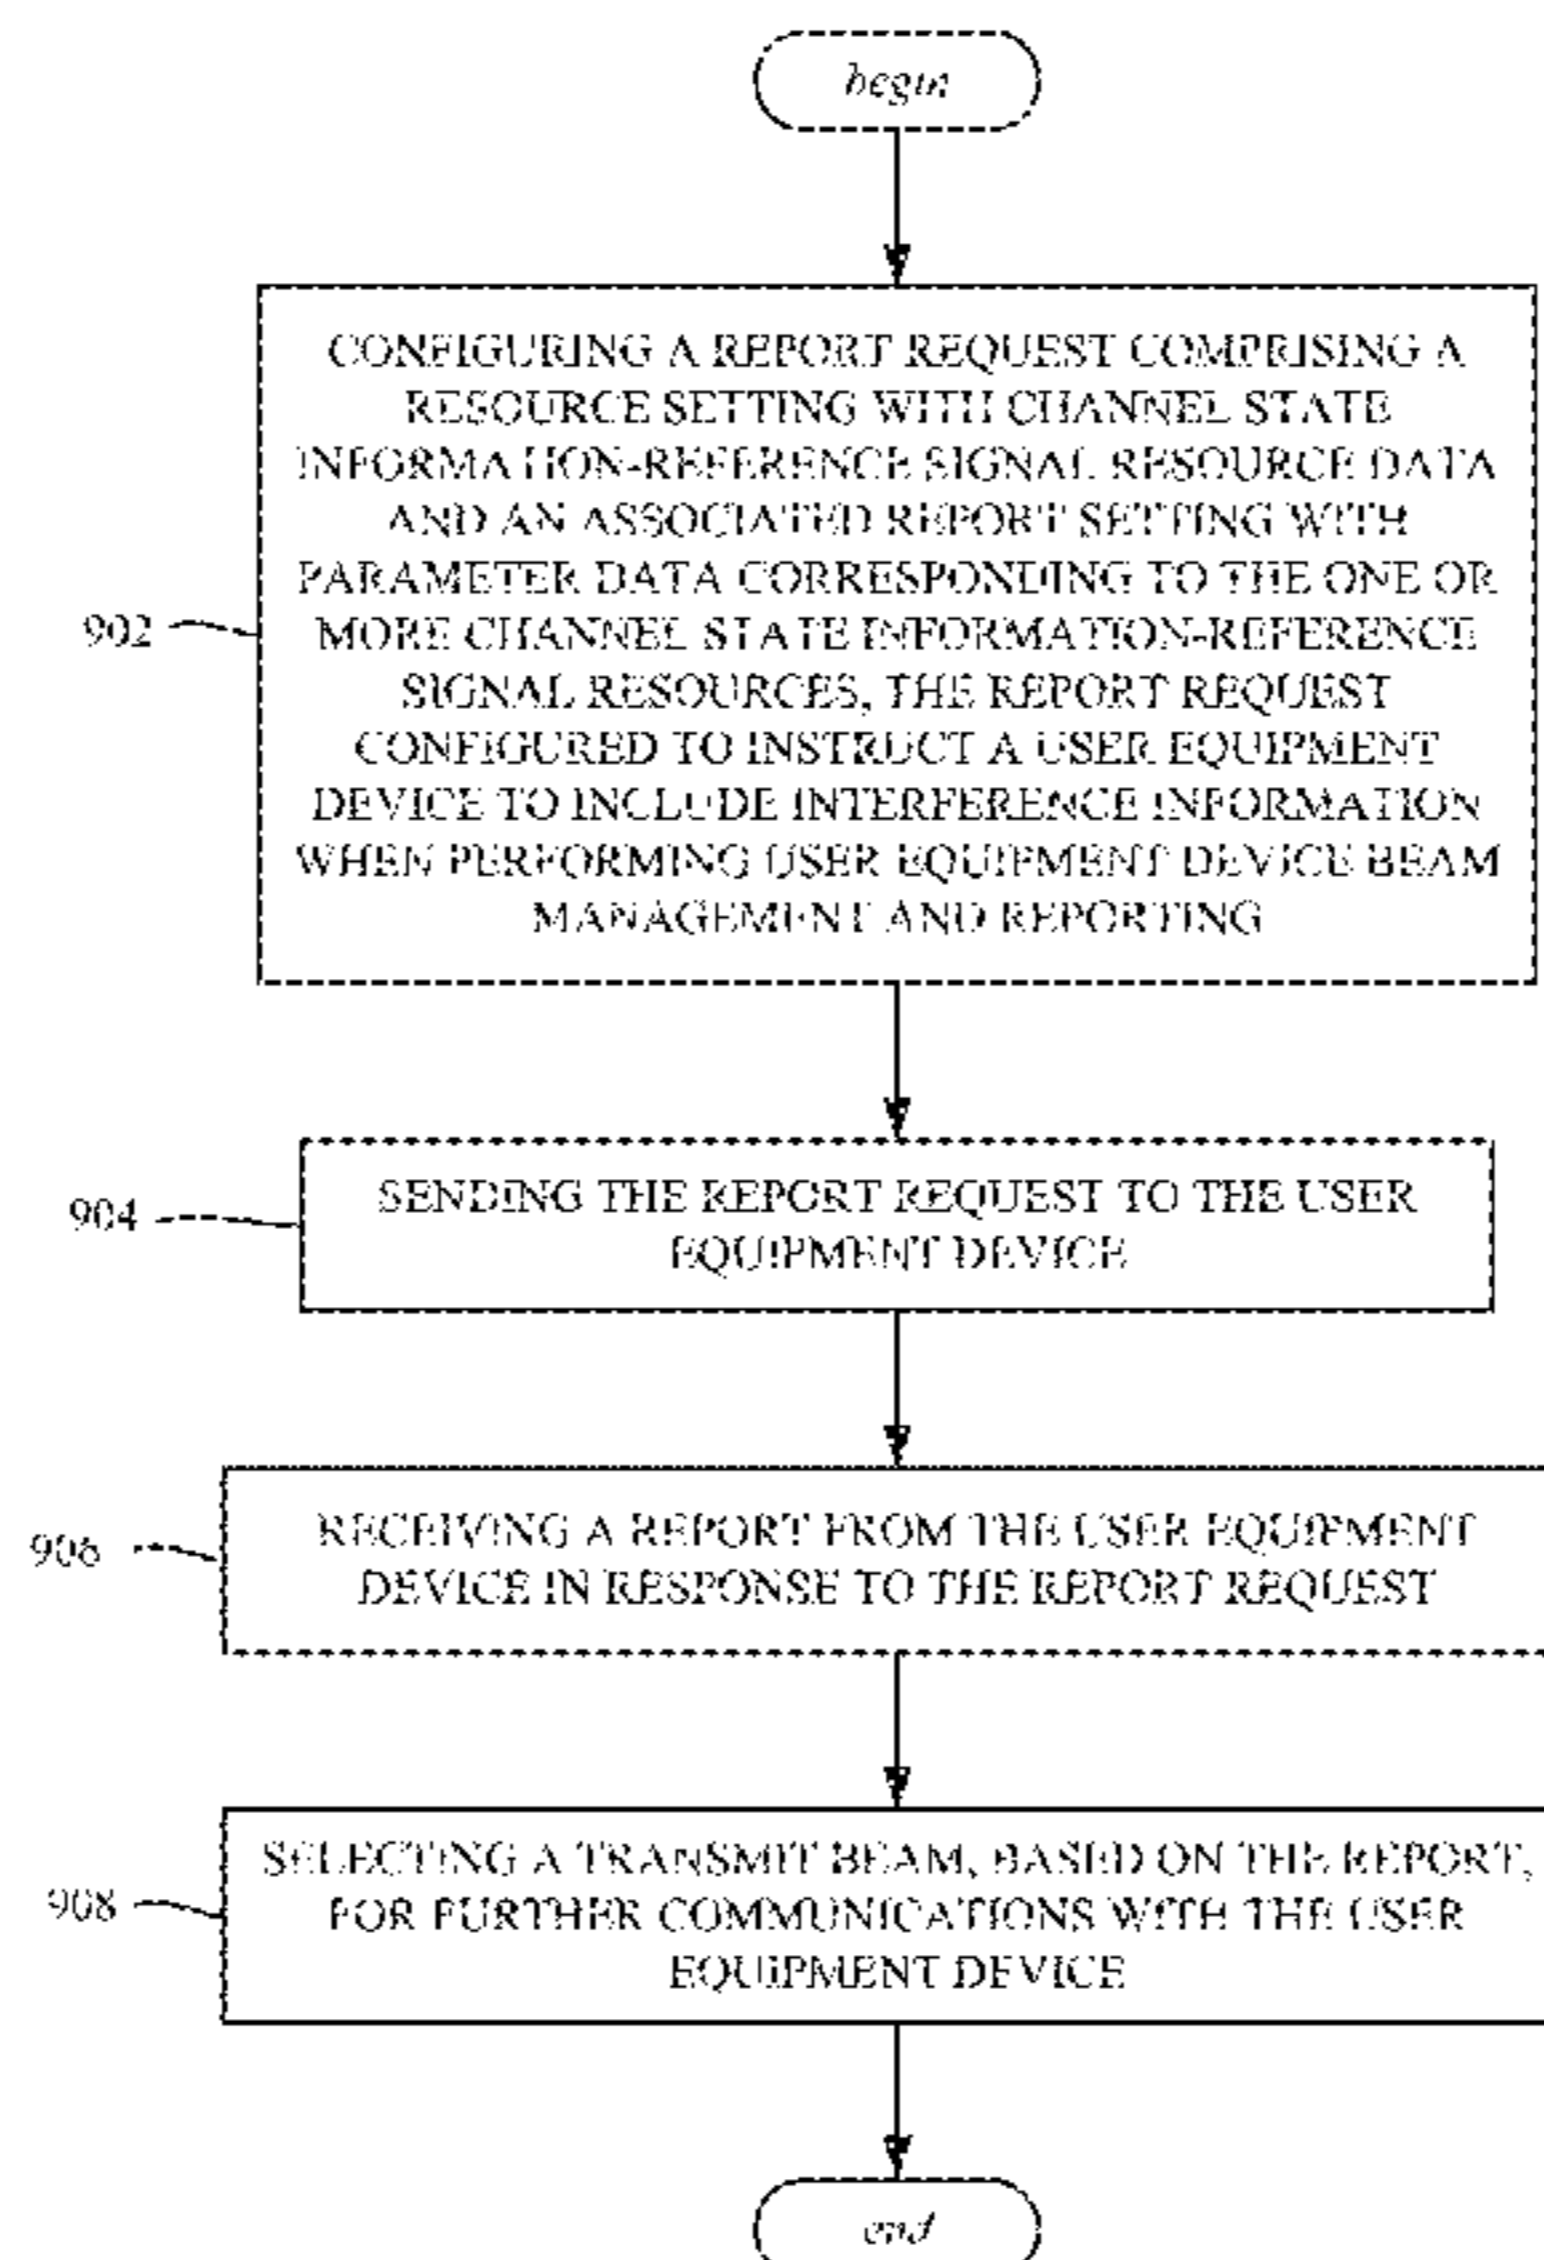 begin
CONFIGURING A REPORT REQUEST COMPRISING A
RESOURCE SETTING WITH CHANNEL STATE
INFORMATION-REFERENCE SIGNAL RESOURCE DATA
AND AN ASSOCIATED REPORT SETTING WITH
PARAMETER DATA CORRESPONDING TO THE ONE OR
MORE CHANNEL STATE INFORMATION-REFERENCE
SIGNAL RESOURCES, THE REPORT REQUEST
CONFIGURED TO INSTRUCT A USER EQUIPMENT
DEVICE TO INCLUDE INTERFERENCE INFORMATION
WHEN PERFORMING USER EQUIPMENT DEVICE BEAM
MANAGEMENT AND REPORTING
902
SENDING THE REPORT REQUEST TO THE USER
EQUIPMENT DEVICE
904
RECEIVING A REPORT FROM THE USER EQUIPMENT
DEVICE IN RESPONSE TO THE REPORT REQUEST
906
SELECTING A TRANSMIT BEAM, BASED ON THE REPORT,
FOR FURTHER COMMUNICATIONS WITH THE USER
EQUIPMENT DEVICE
908
end